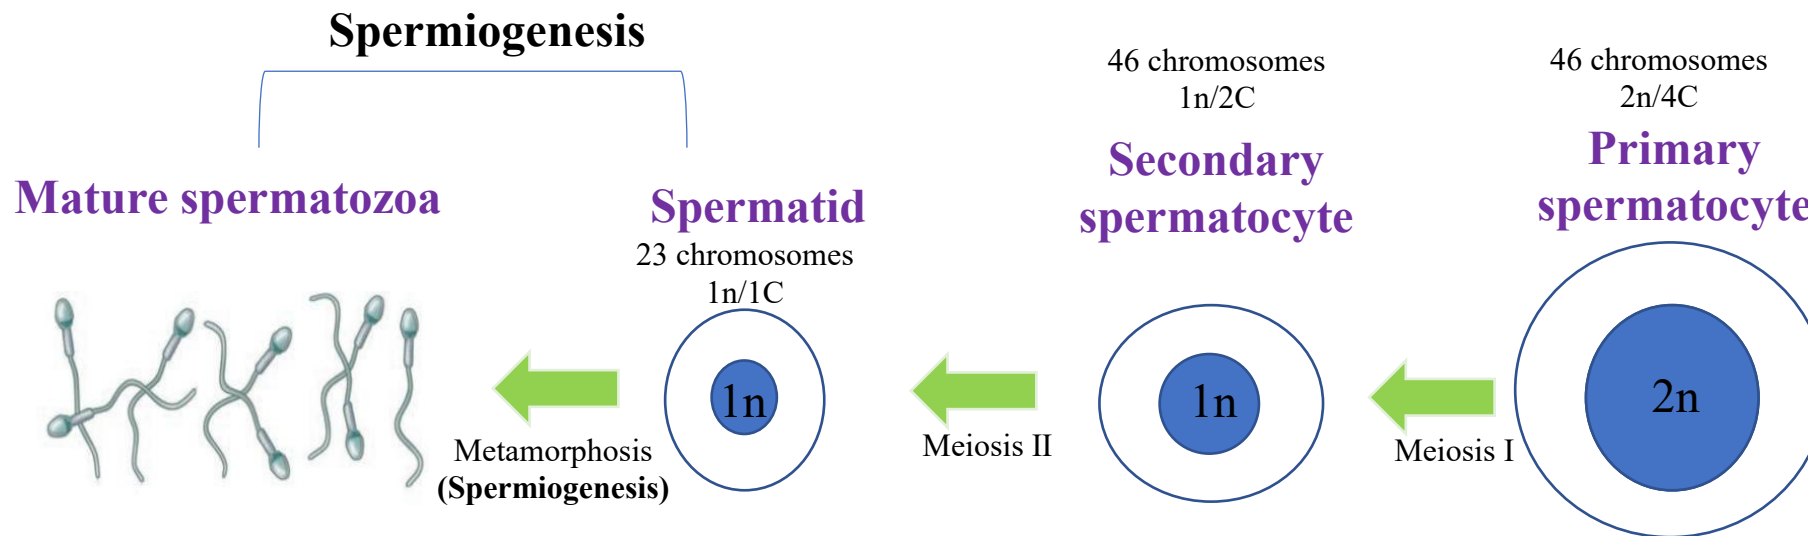 Spermiogenesis
46 chromosomes
1n/2C
46 chromosomes
2n/4C
Mature spermatozoa
Spermatid
23 chromosomes
1n/1C
Secondary
spermatocyte
Primary
spermatocyte
1n
1n
2n
Metamorphosis
(Spermiogenesis)
Meiosis II
Meiosis I